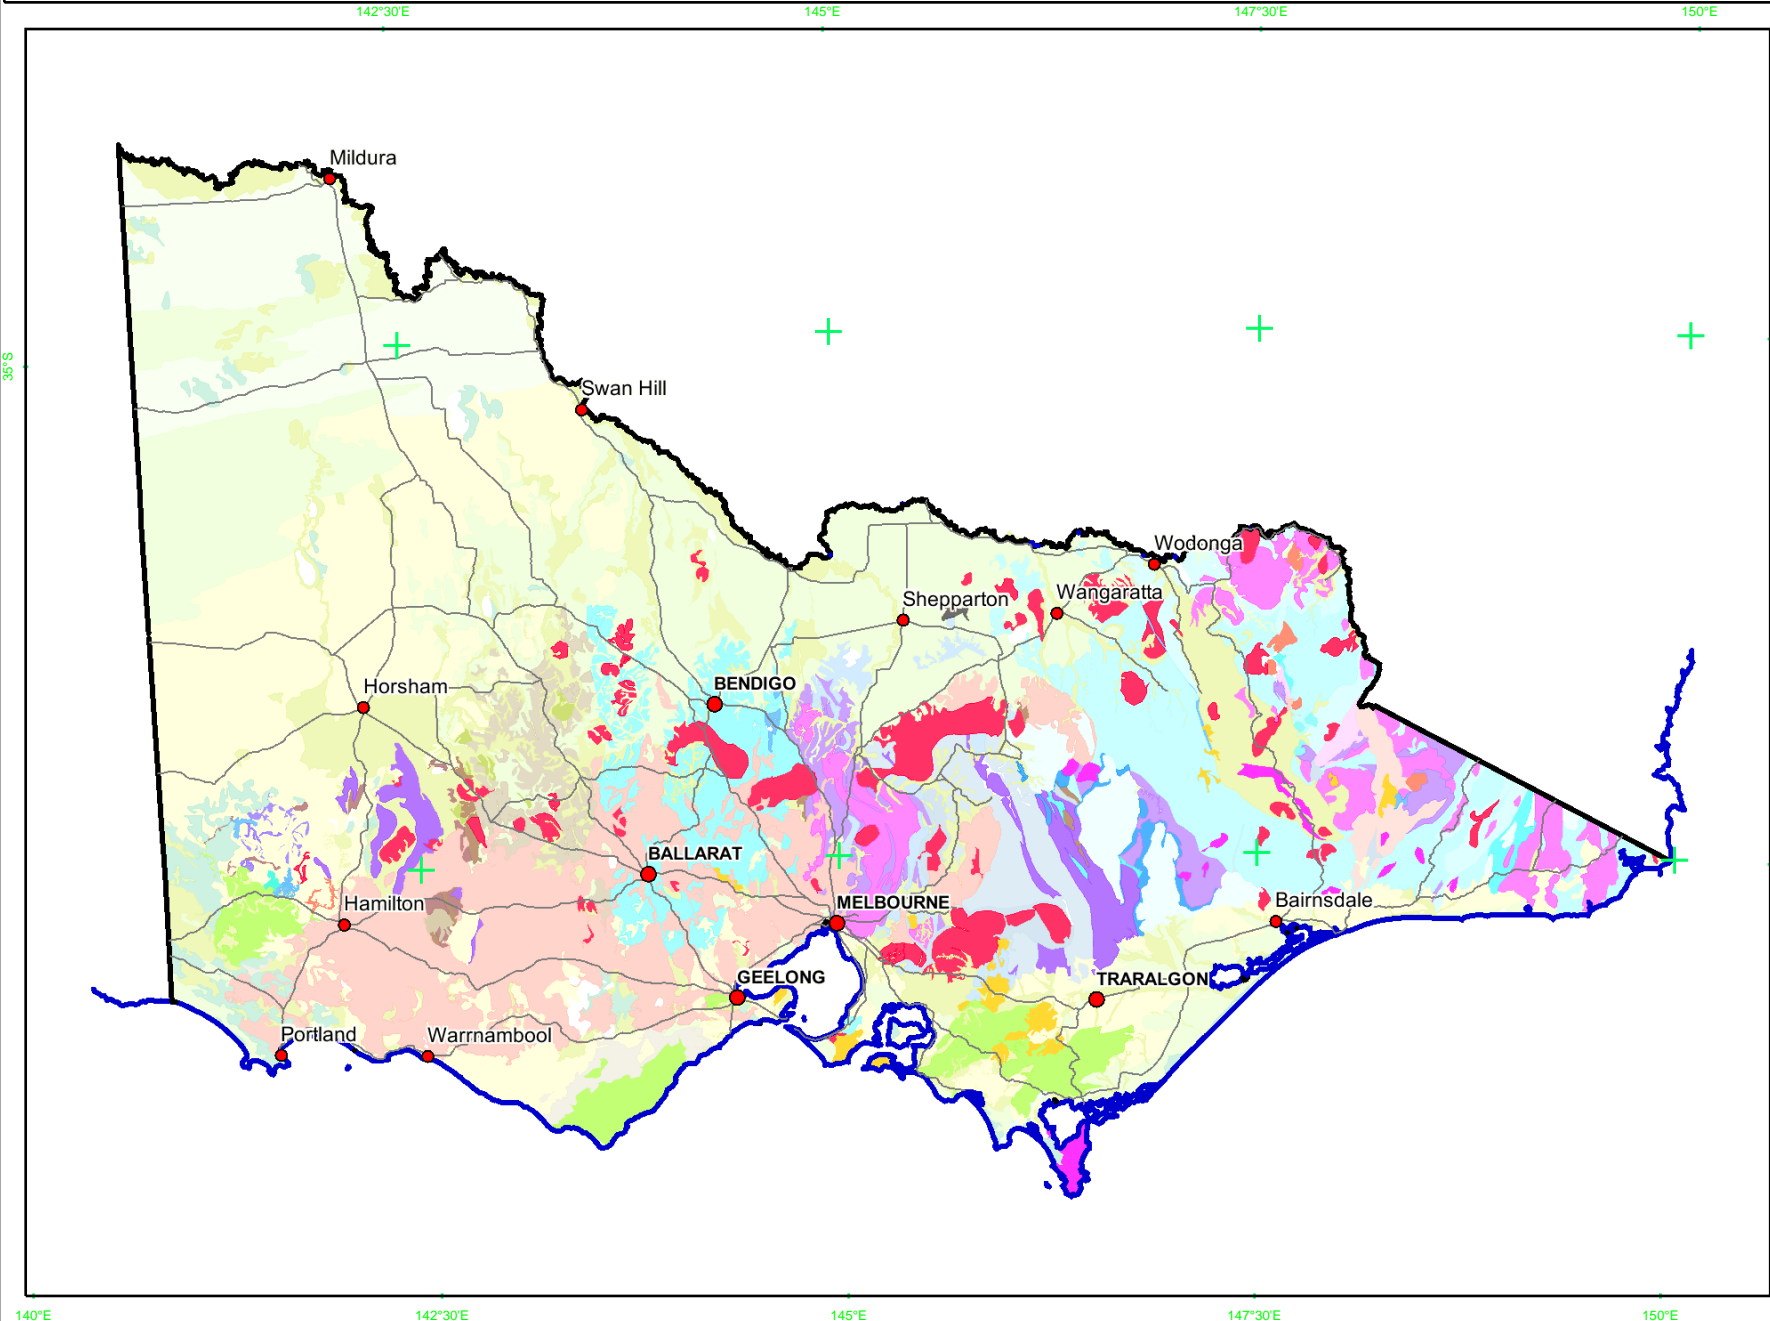 142°30'E 145°E 147°30'E 150°E
Mildura
35°S
Swan Hill
Wodonga
Shepparton
Wangaratta
Horsham
BENDIGO
BALLARAT
Hamilton
MELBOURNE
Bairnsdale
GEELONG
TRARALGON
Portland
Warrnambool
140°E 142°30'E 145°E 147°30'E 150°E